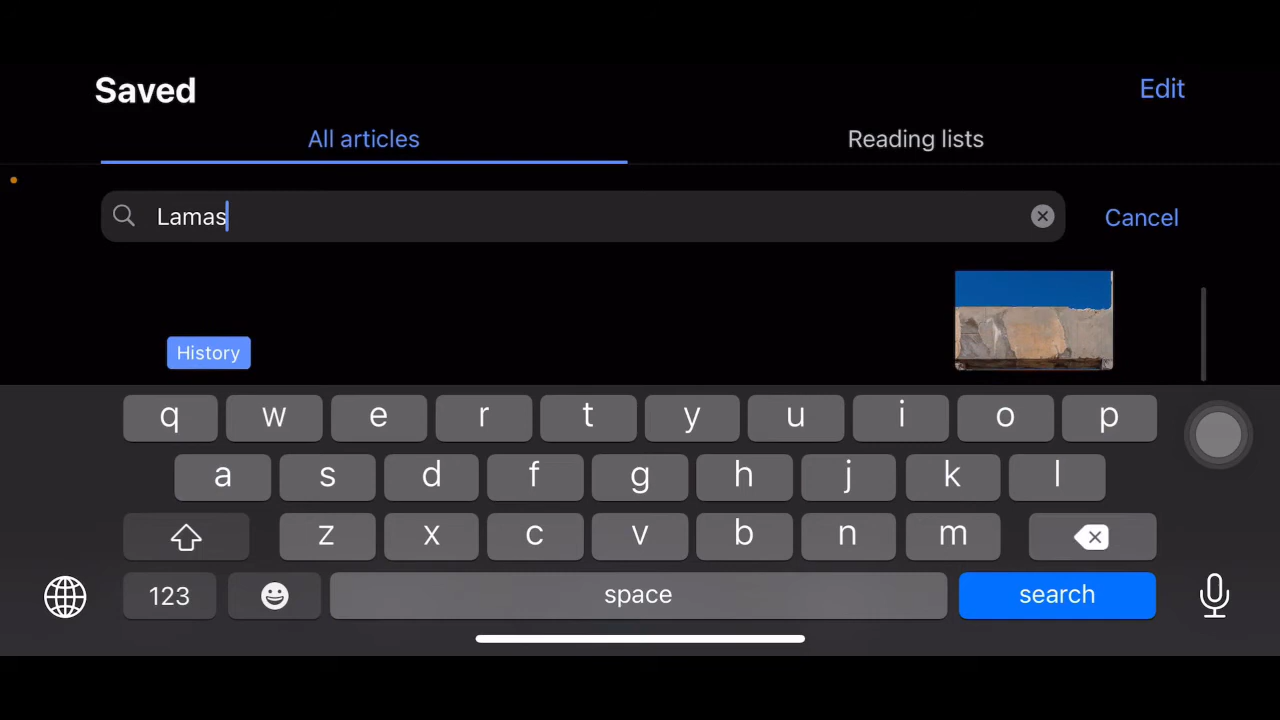 Saved
Edit
All articles
Reading lists
Lamas
Cancel
History
q w e r t y u i o p
a s d f g h j k l
z x c v b n m
123
space
search